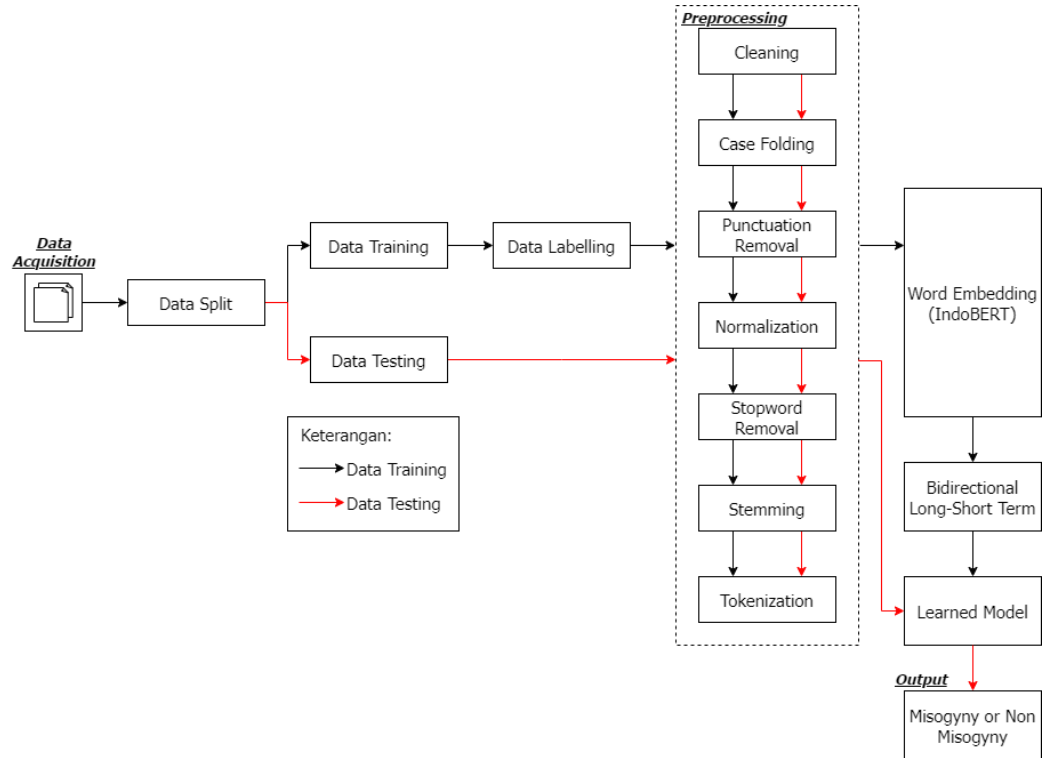 Data
Acquisition
Data Split
Data Training
Data Labelling
Data Testing
Keterangan:
Data Training
Data Testing
Preprocessing
Cleaning
Case Folding
Punctuation
Removal
Normalization
Stopword
Removal
Stemming
Tokenization
Word Embedding
(IndoBERT)
Bidirectional
Long-Short Term
Learned Model
Output
Misogyny or Non
Misogyny